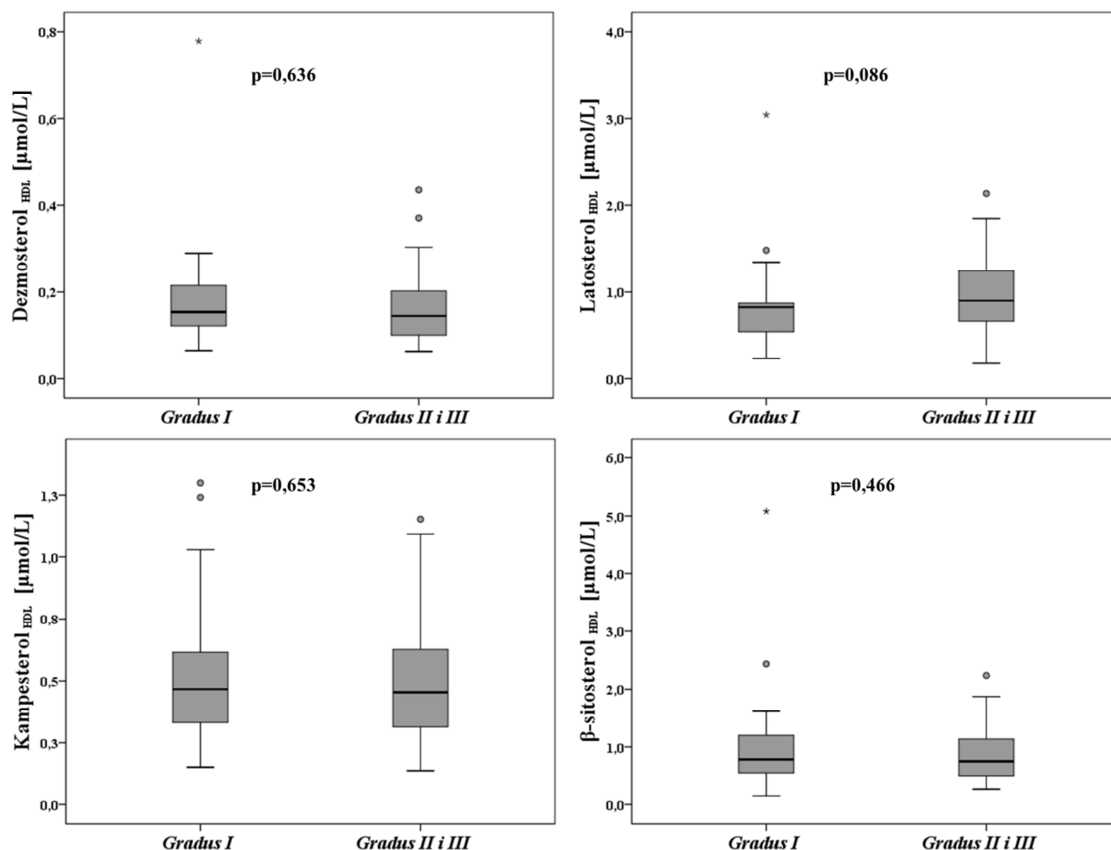 Dezmosterol HDL [µmol/L]
0,8
0,6
0,4
0,2
0,0
p=0,636
Gradus I
Gradus II i III
Latosterol HDL [µmol/L]
4,0
3,0
2,0
1,0
0,0
p=0,086
Gradus I
Gradus II i III
Kampesterol HDL [µmol/L]
1,3
1,0
0,8
0,5
0,3
0,0
p=0,653
Gradus I
Gradus II i III
β-sitosterol HDL [µmol/L]
6,0
5,0
4,0
3,0
2,0
1,0
0,0
p=0,466
Gradus I
Gradus II i III